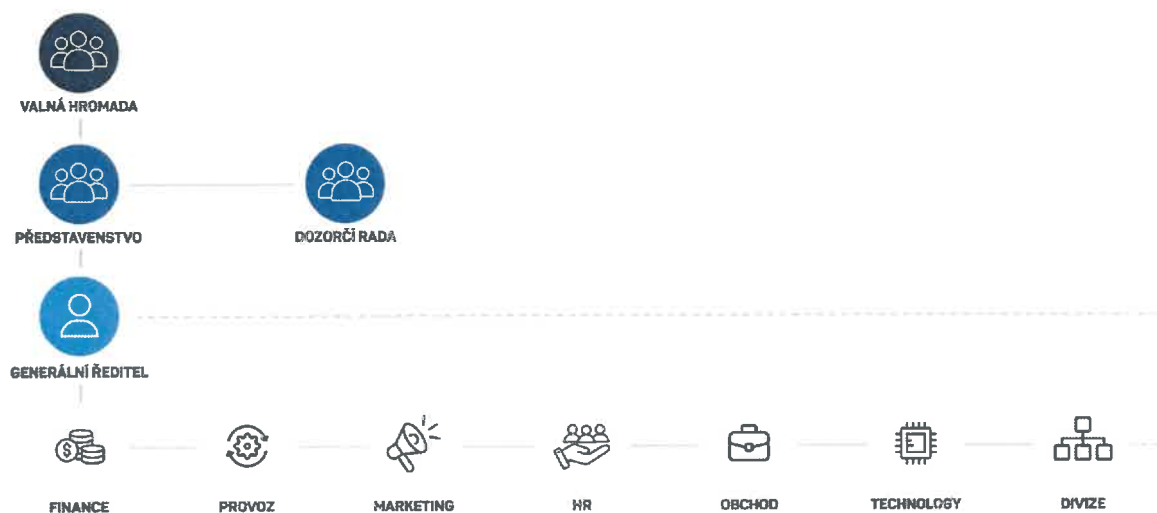 VALNÁ HROMADA
PŘEDSTAVENSTVO
DOZORČÍ RADA
GENERÁLNÍ ŘEDITEL
FINANCE
PROVOZ
MARKETING
HR
OBCHOD
TECHNOLOGY
DIVIZE